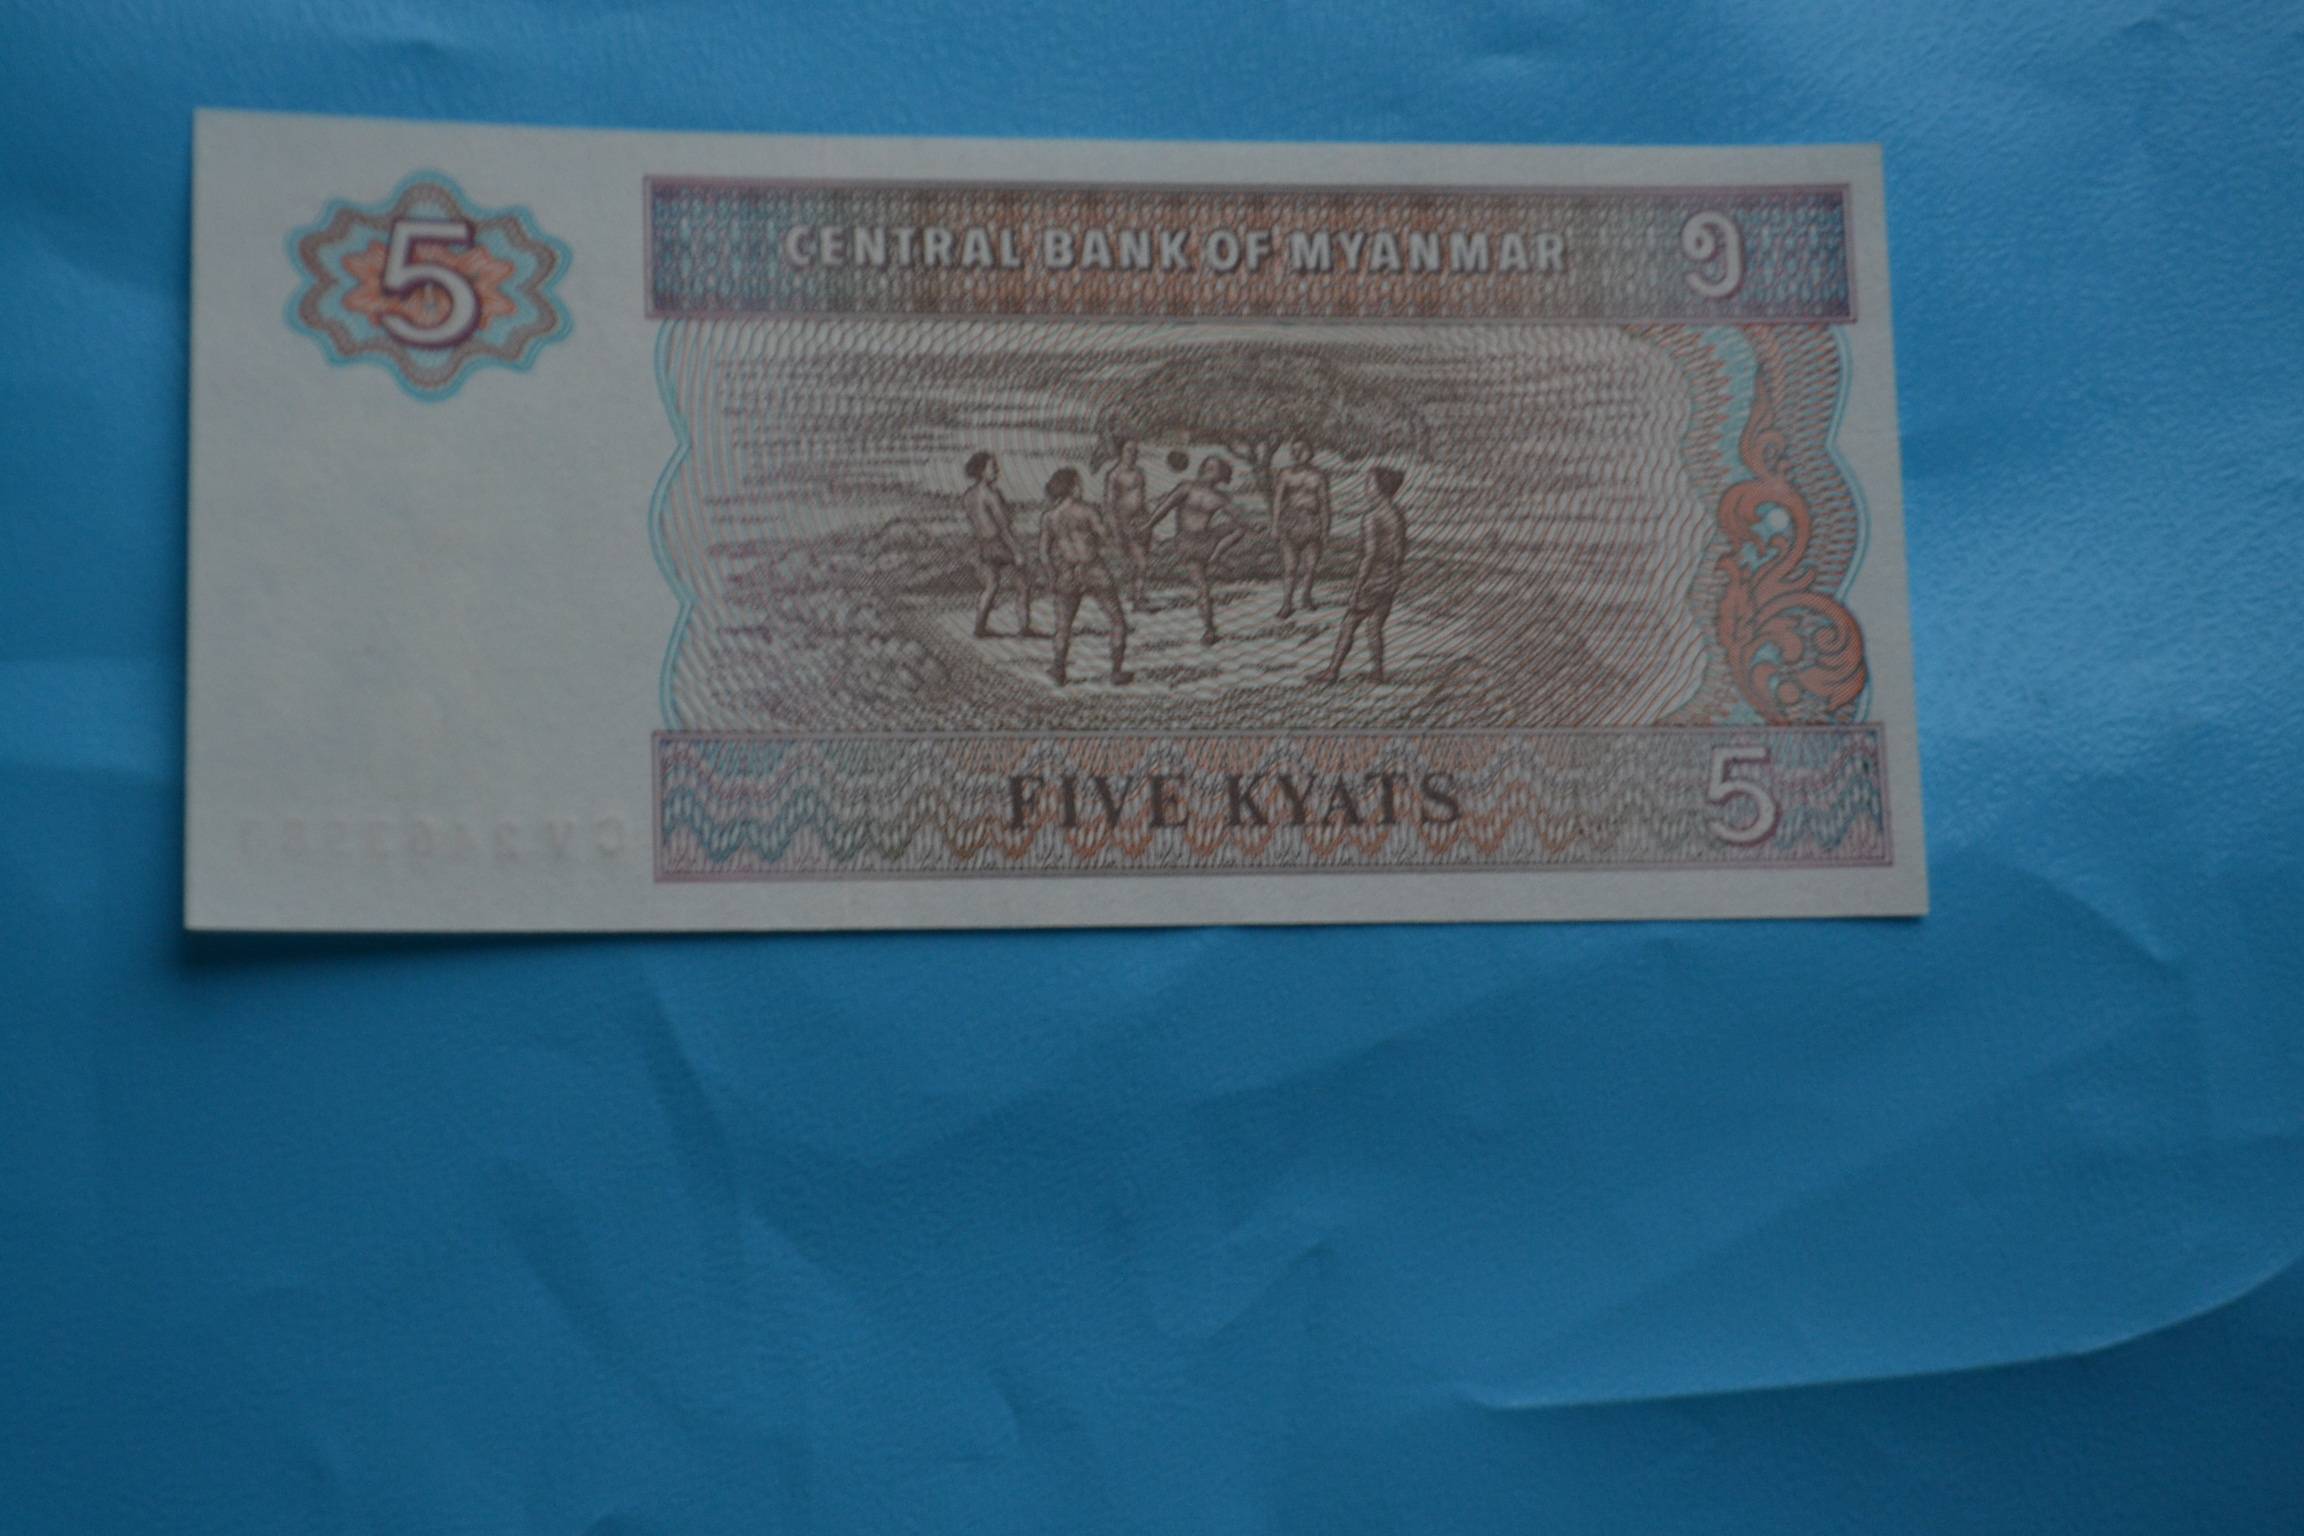 5
CENTRAL BANK OF MYANMAR ၅
FIVE KYATS 5